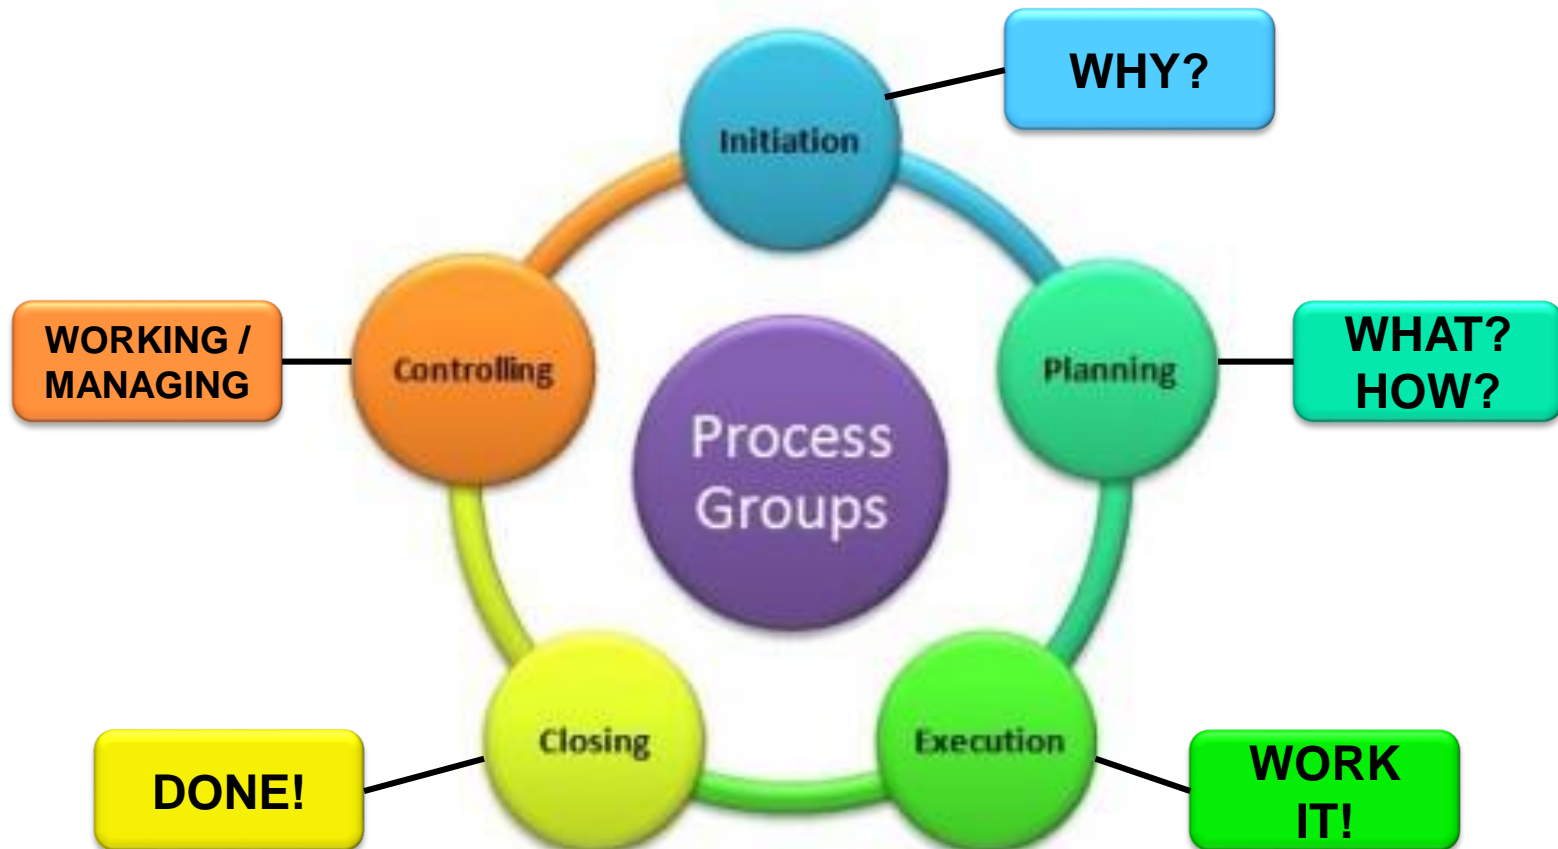 WHY?
Initiation
WORKING /
MANAGING
Controlling
Planning
WHAT?
HOW?
Process
Groups
Closing
Execution
DONE!
WORK
IT!